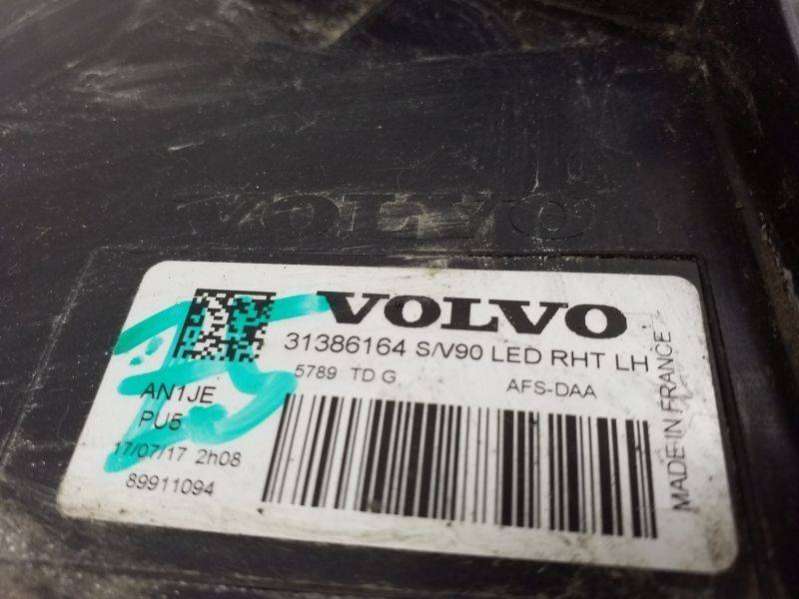 VOLVO
31386164 S/V90 LED RHT LH
5789 TD G AFS-DAA
AN1JE
PU5
17/07/17 2h08
89911094
MADE IN FRANCE